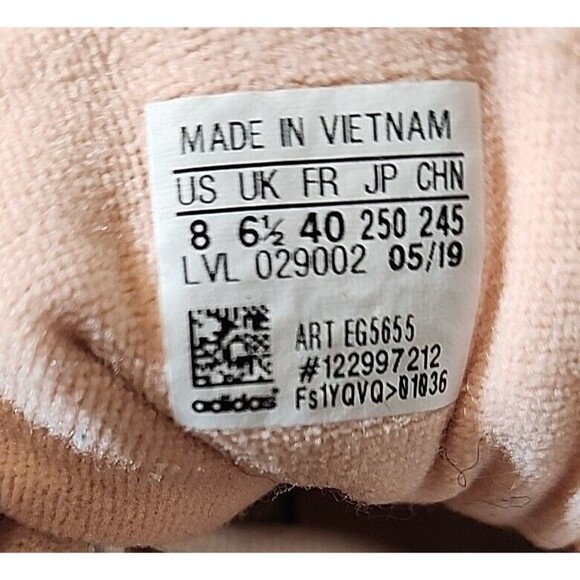 MADE IN VIETNAM
US UK FR JP CHN
8 6½ 40 250 245
LVL 029002 05/19
ART EG5655
#122997212
adidas Fs1YQVQ>01036